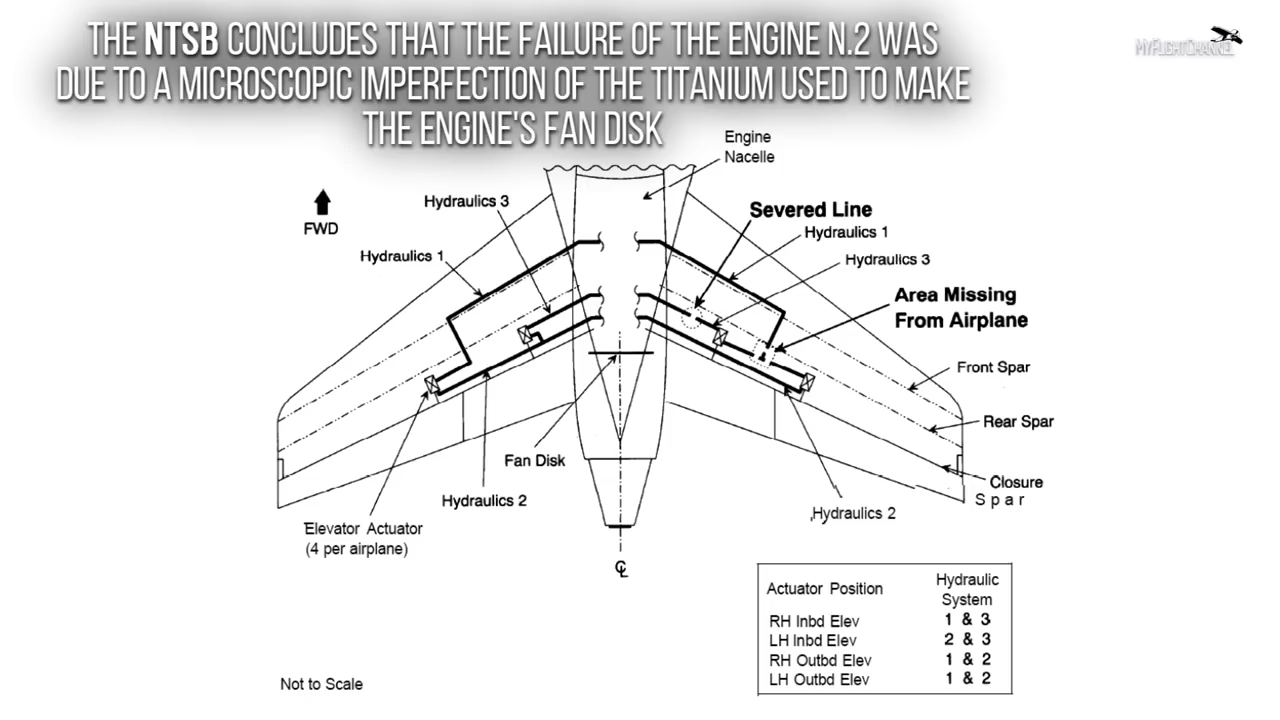 THE NTSB CONCLUDES THAT THE FAILURE OF THE ENGINE N.2 WAS
DUE TO A MICROSCOPIC IMPERFECTION OF THE TITANIUM USED TO MAKE
THE ENGINE'S FAN DISK
MYFLIGHTCHANNEL
Engine
Nacelle
FWD
Hydraulics 3
Hydraulics 1
Severed Line
Hydraulics 1
Hydraulics 3
Area Missing
From Airplane
Front Spar
Rear Spar
Closure
Spar
Fan Disk
Hydraulics 2
Hydraulics 2
Elevator Actuator
(4 per airplane)
℄
Actuator Position
Hydraulic
System
RH Inbd Elev 1 & 3
LH Inbd Elev 2 & 3
RH Outbd Elev 1 & 2
LH Outbd Elev 1 & 2
Not to Scale